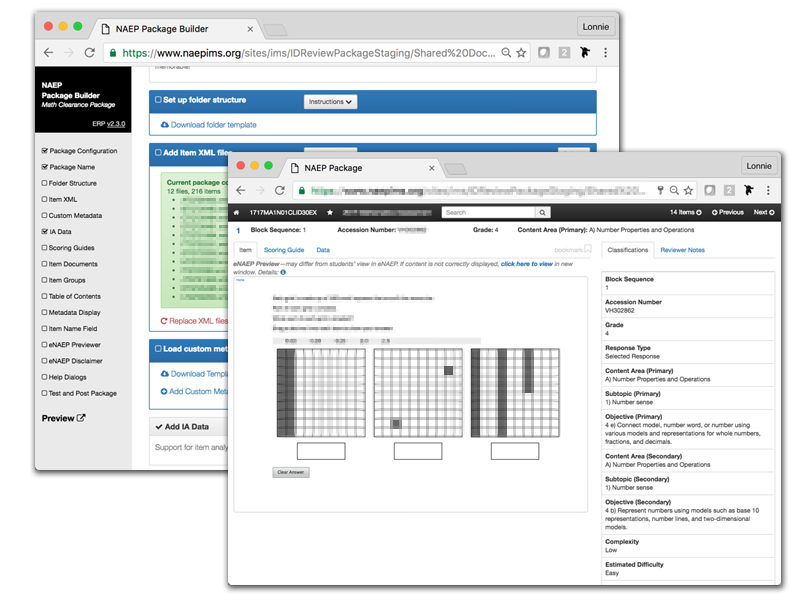 NAEP Package Builder
Lonnie
https://www.naepims.org/sites/ims/IDReviewPackageStaging/Shared%20Doc...
2
NAEP
Package Builder
Math Clearance Package
ERP v2.3.0
Package Configuration
Package Name
Folder Structure
Item XML
Custom Metadata
IA Data
Scoring Guides
Item Documents
Item Groups
Table of Contents
Metadata Display
Item Name Field
eNAEP Previewer
eNAEP Disclaimer
Help Dialogs
Test and Post Package
Preview
Set up folder structure
Instructions
Download folder template
Add item XML files
Current package co
12 files, 216 items
Replace XML files
Load custom met
Download Templa
Add Custom Meta
Add IA Data
Support for item analy
NAEP Package
Lonnie
2
1717MA1N01CLID30EX
Search
14 Items
Previous
Next
1
Block Sequence: 1
Accession Number:
Grade: 4
Content Area (Primary): A) Number Properties and Operations
Item
Scoring Guide
Data
bookmark
Classifications
Reviewer Notes
eNAEP Preview—may differ from students' view in eNAEP. If content is not correctly displayed, click here to view in new
window. Details:
Clear Answer
Block Sequence
1
Accession Number
VH302862
Grade
4
Response Type
Selected Response
Content Area (Primary)
A) Number Properties and Operations
Subtopic (Primary)
1) Number sense
Objective (Primary)
4 e) Connect model, number word, or number using
various models and representations for whole numbers,
fractions, and decimals.
Content Area (Secondary)
A) Number Properties and Operations
Subtopic (Secondary)
1) Number sense
Objective (Secondary)
4 b) Represent numbers using models such as base 10
representations, number lines, and two-dimensional
models.
Complexity
Low
Estimated Difficulty
Easy